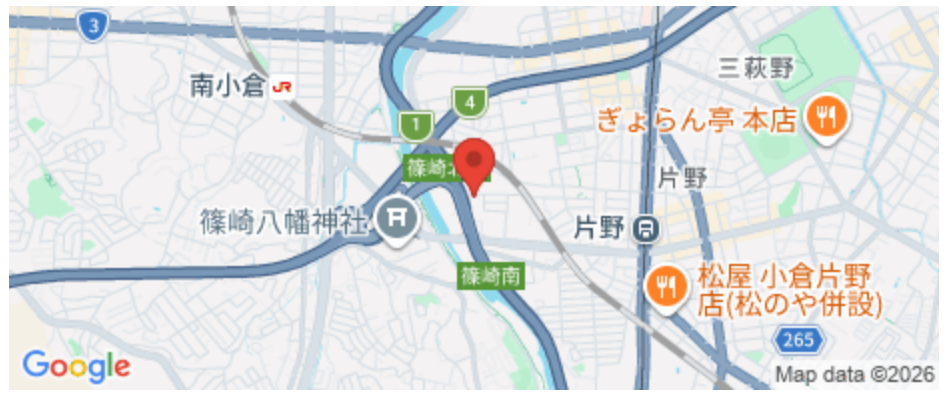 3
三萩野
南小倉
JR
4
1
ぎょらん亭 本店
篠崎
片野
篠崎八幡神社
片野
篠崎南
松屋 小倉片野
店(松のや併設)
265
Google
Map data ©2026